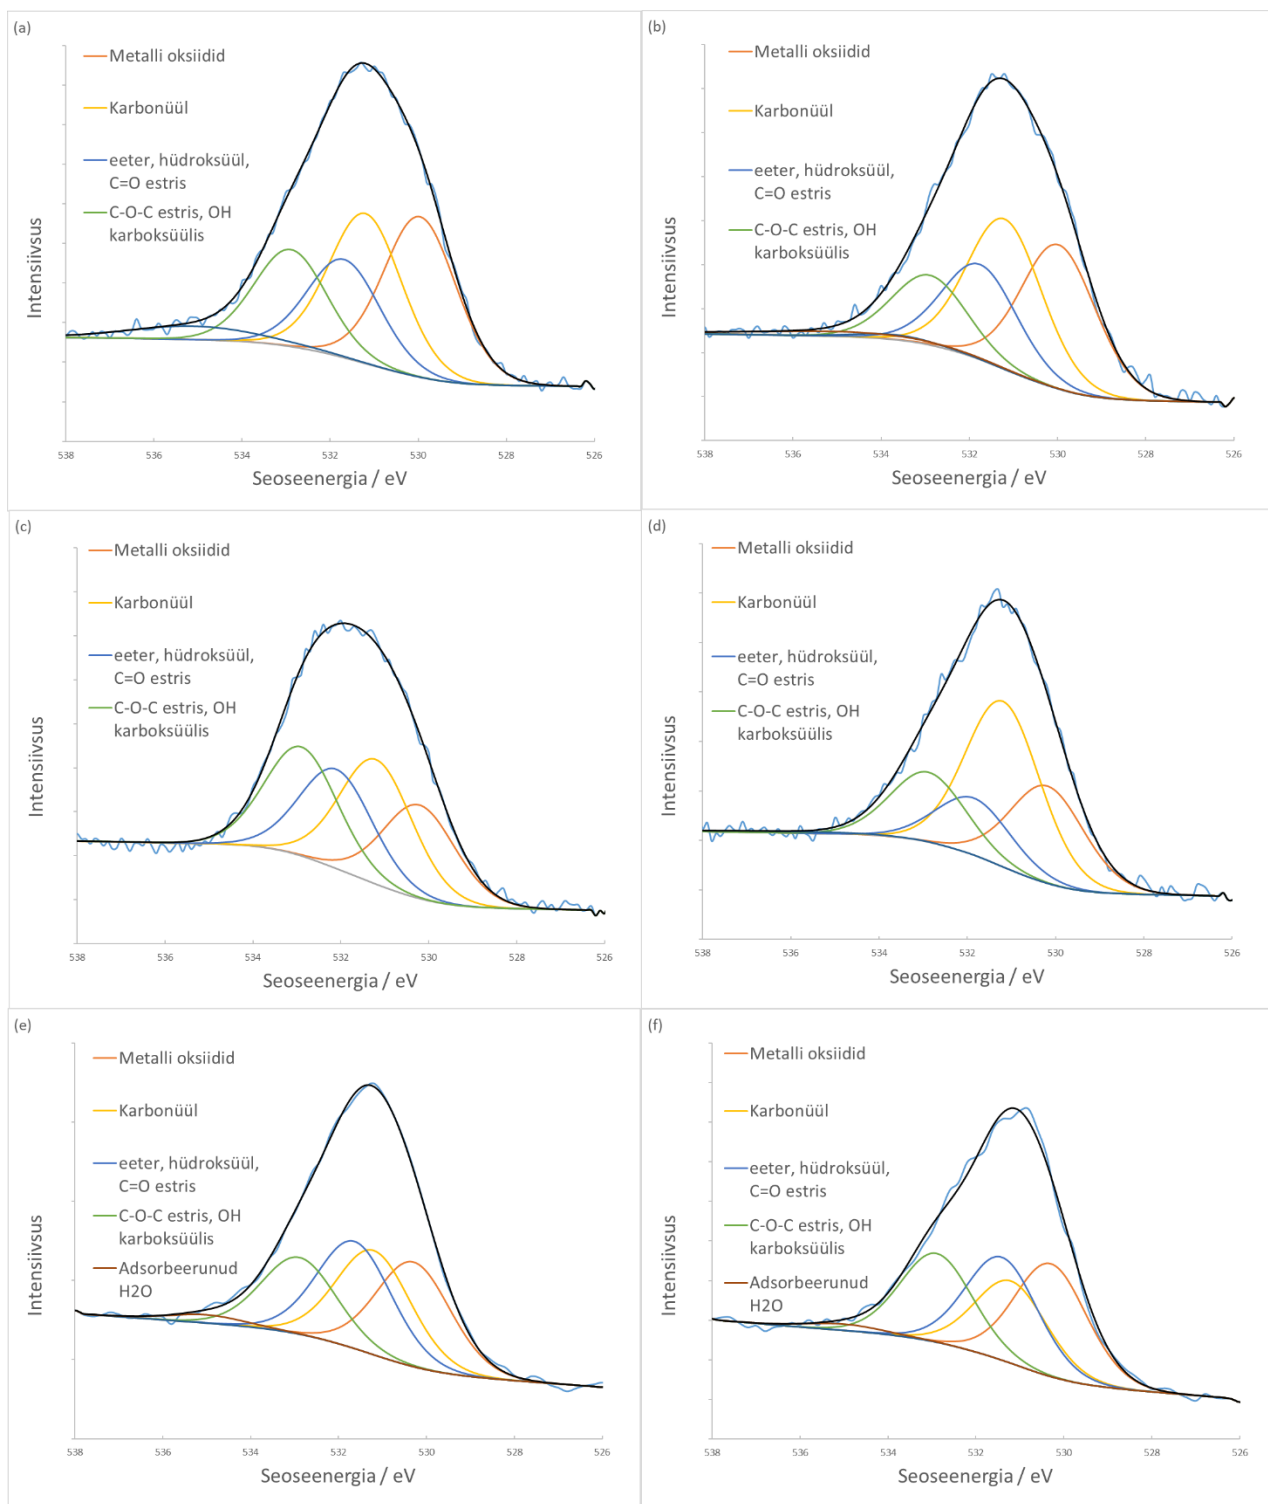 (a)
Metalli oksiidid
Karbonüül
eeter, hüdroksüül,
C=O estris
C-O-C estris, OH
karboksüülis
Intensiivsus
538
536
534
532
530
528
526
Seoseenergia / eV
(b)
Metalli oksiidid
Karbonüül
eeter, hüdroksüül,
C=O estris
C-O-C estris, OH
karboksüülis
Intensiivsus
538
536
534
532
530
528
526
Seoseenergia / eV
(c)
Metalli oksiidid
Karbonüül
eeter, hüdroksüül,
C=O estris
C-O-C estris, OH
karboksüülis
Intensiivsus
538
536
534
532
530
528
526
Seoseenergia / eV
(d)
Metalli oksiidid
Karbonüül
eeter, hüdroksüül,
C=O estris
C-O-C estris, OH
karboksüülis
Intensiivsus
538
536
534
532
530
528
526
Seoseenergia / eV
(e)
Metalli oksiidid
Karbonüül
eeter, hüdroksüül,
C=O estris
C-O-C estris, OH
karboksüülis
Adsorbeerunud
H2O
Intensiivsus
538
536
534
532
530
528
526
Seoseenergia / eV
(f)
Metalli oksiidid
Karbonüül
eeter, hüdroksüül,
C=O estris
C-O-C estris, OH
karboksüülis
Adsorbeerunud
H2O
Intensiivsus
538
536
534
532
530
528
526
Seoseenergia / eV